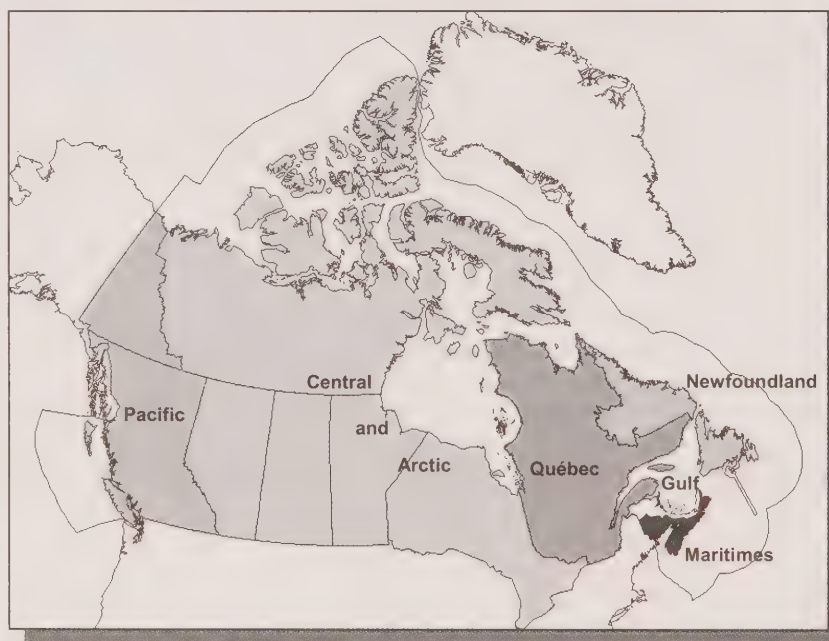 Central
Newfoundland
Pacific
and
Arctic
Québec
Gulf
Maritimes